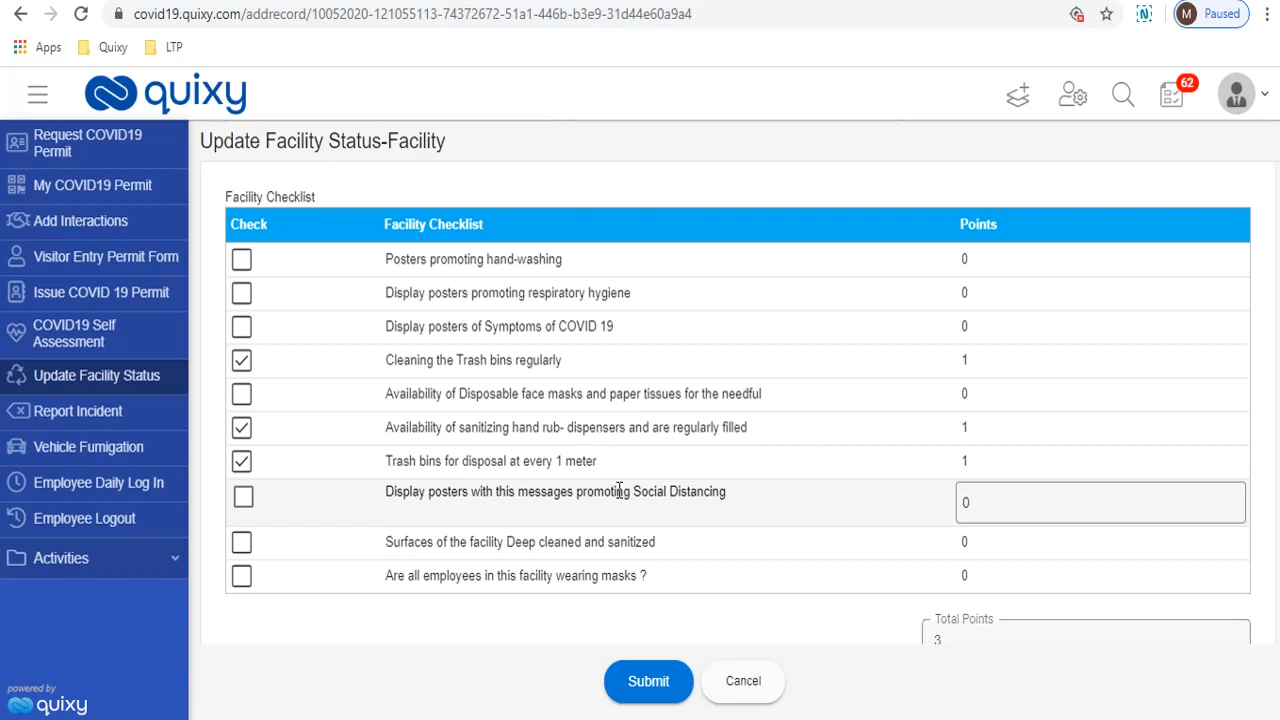 covid19.quixy.com/addrecord/10052020-121055113-74372672-51a1-446b-b3e9-31d44e60a9a4
M Paused
Apps Quixy LTP
quixy
62
Request COVID19
Permit
My COVID19 Permit
Add Interactions
Visitor Entry Permit Form
Issue COVID 19 Permit
COVID19 Self
Assessment
Update Facility Status
Report Incident
Vehicle Fumigation
Employee Daily Log In
Employee Logout
Activities
powered by
quixy
Update Facility Status-Facility
Facility Checklist
Check Facility Checklist Points
Posters promoting hand-washing 0
Display posters promoting respiratory hygiene 0
Display posters of Symptoms of COVID 19 0
Cleaning the Trash bins regularly 1
Availability of Disposable face masks and paper tissues for the needful 0
Availability of sanitizing hand rub- dispensers and are regularly filled 1
Trash bins for disposal at every 1 meter 1
Display posters with this messages promoting Social Distancing 0
Surfaces of the facility Deep cleaned and sanitized 0
Are all employees in this facility wearing masks ? 0
Total Points
3
Submit Cancel